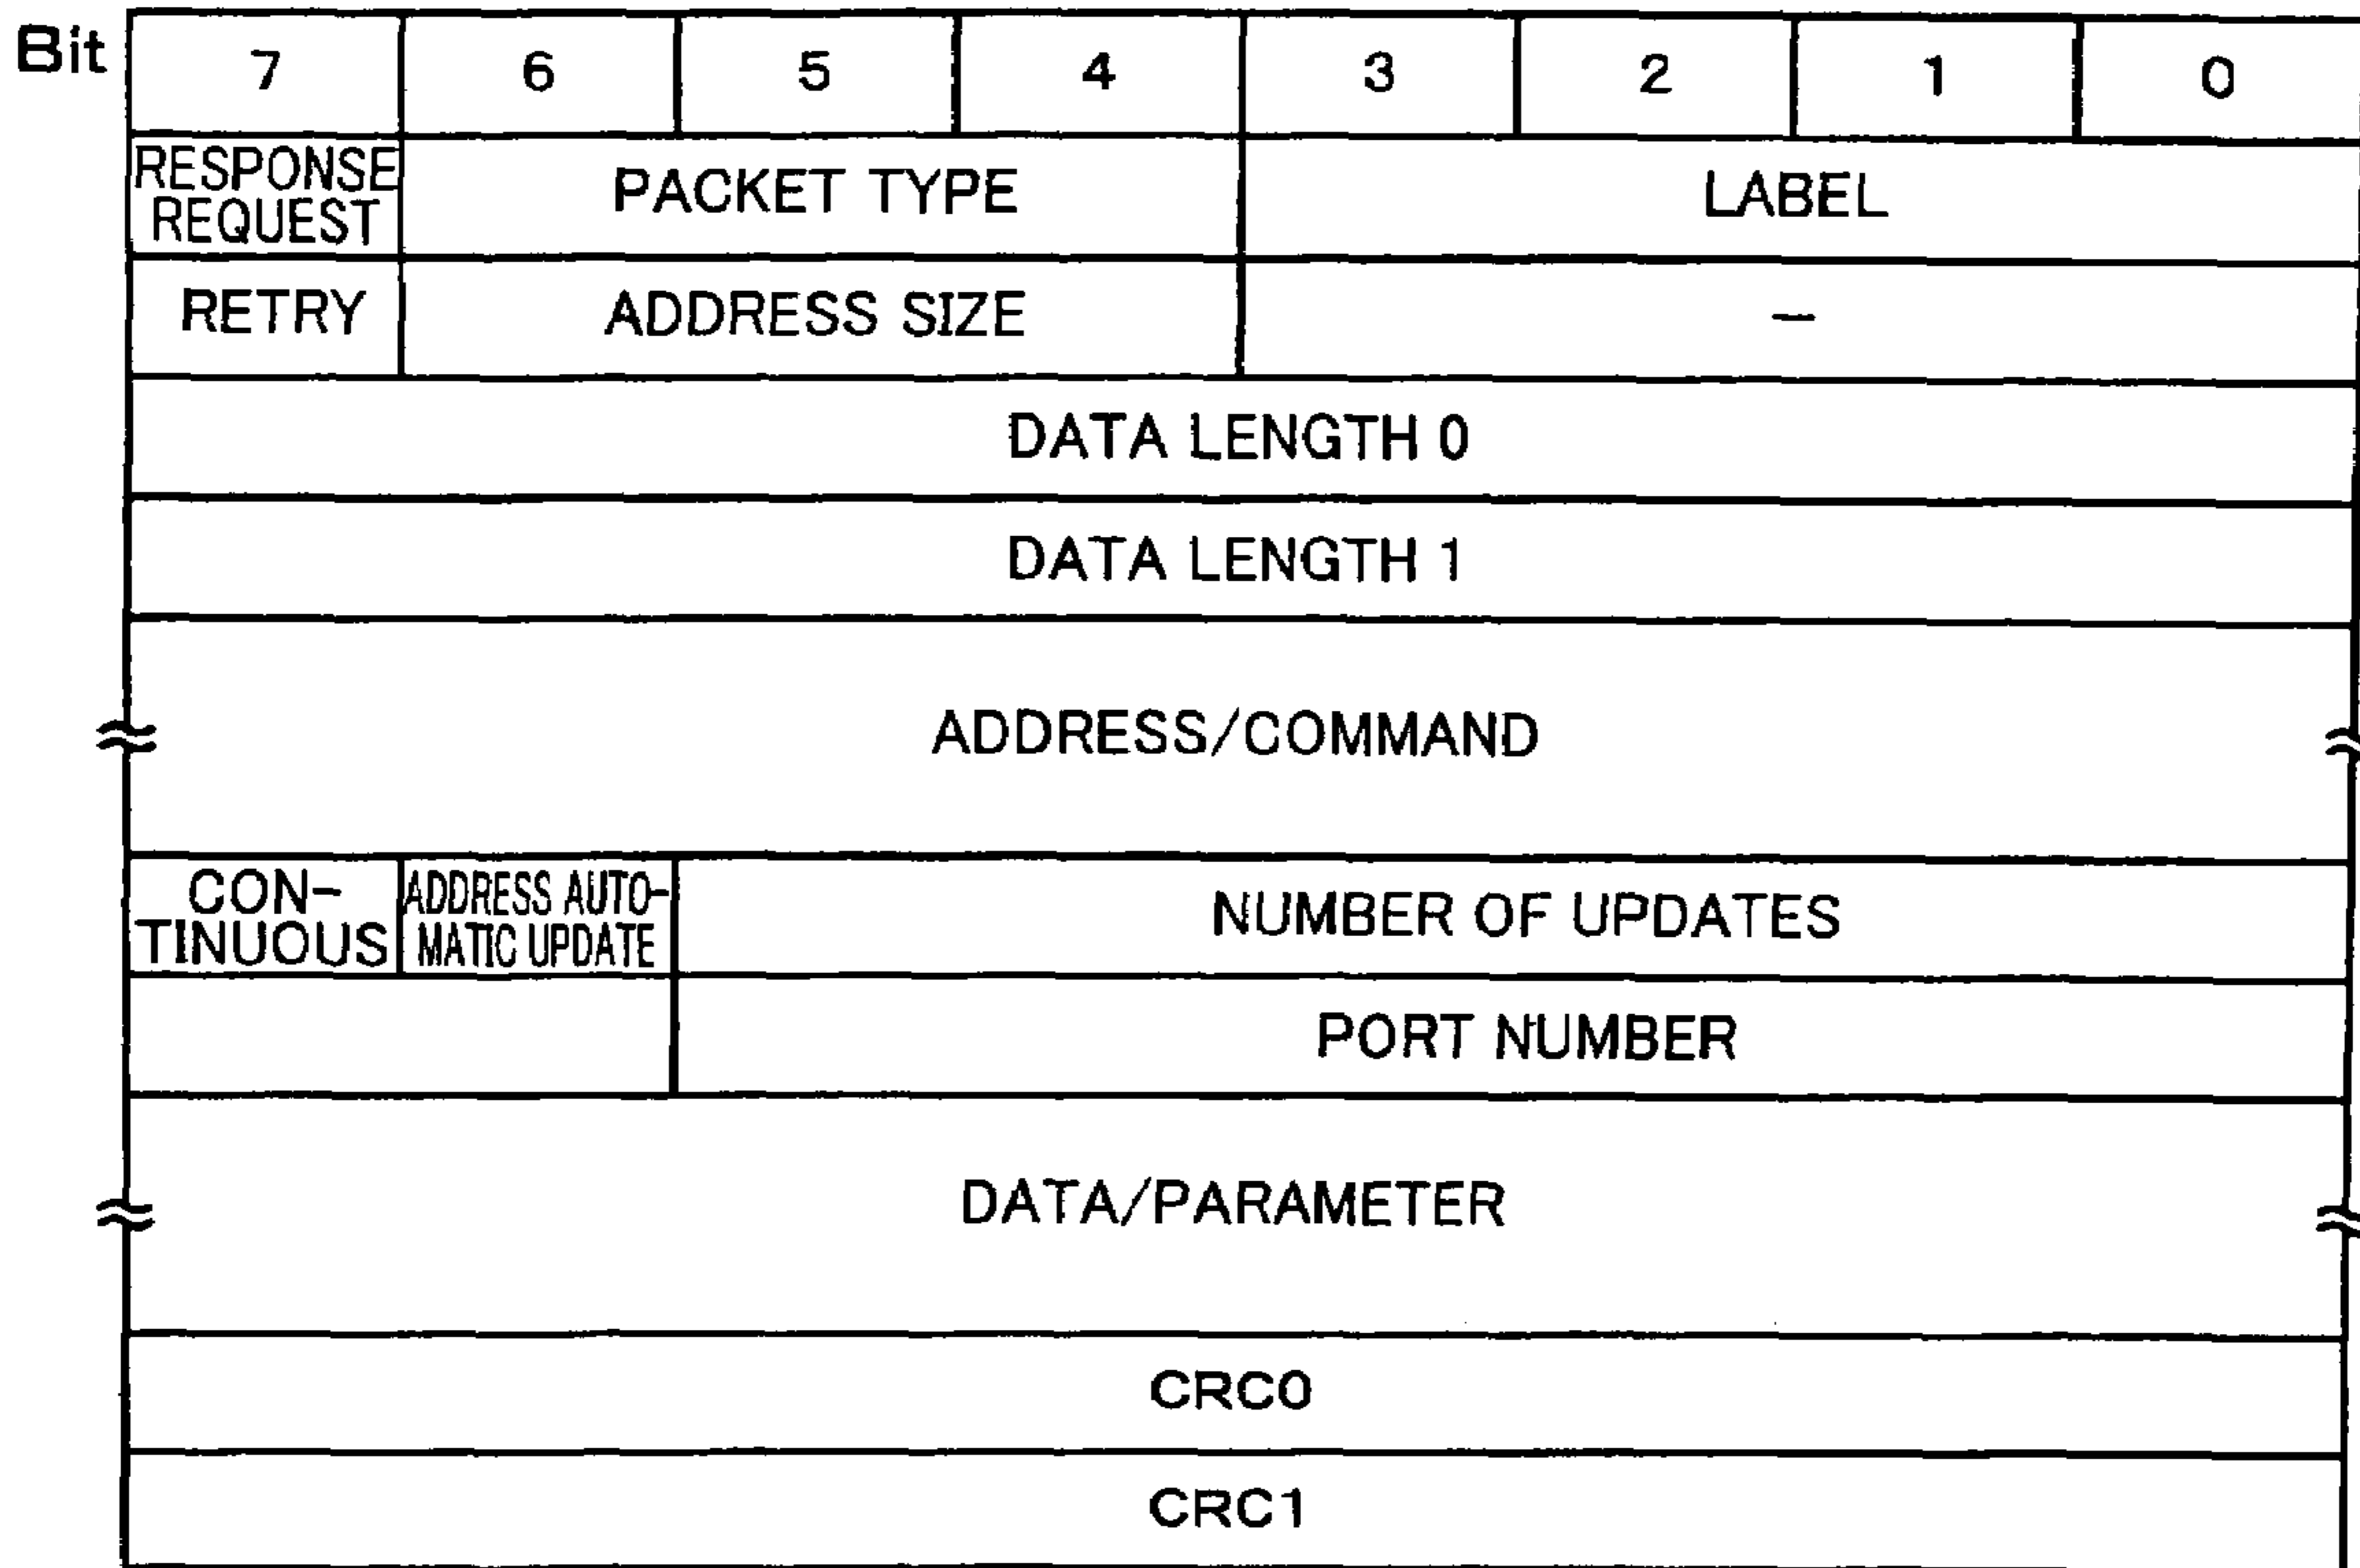 Bit 7 6 5 4 3 2 1 0
RESPONSE REQUEST PACKET TYPE LABEL
RETRY ADDRESS SIZE –
DATA LENGTH 0
DATA LENGTH 1
ADDRESS/COMMAND
CON-
TINUOUS
ADDRESS AUTO-
MATIC UPDATE
NUMBER OF UPDATES
PORT NUMBER
DATA/PARAMETER
CRC0
CRC1